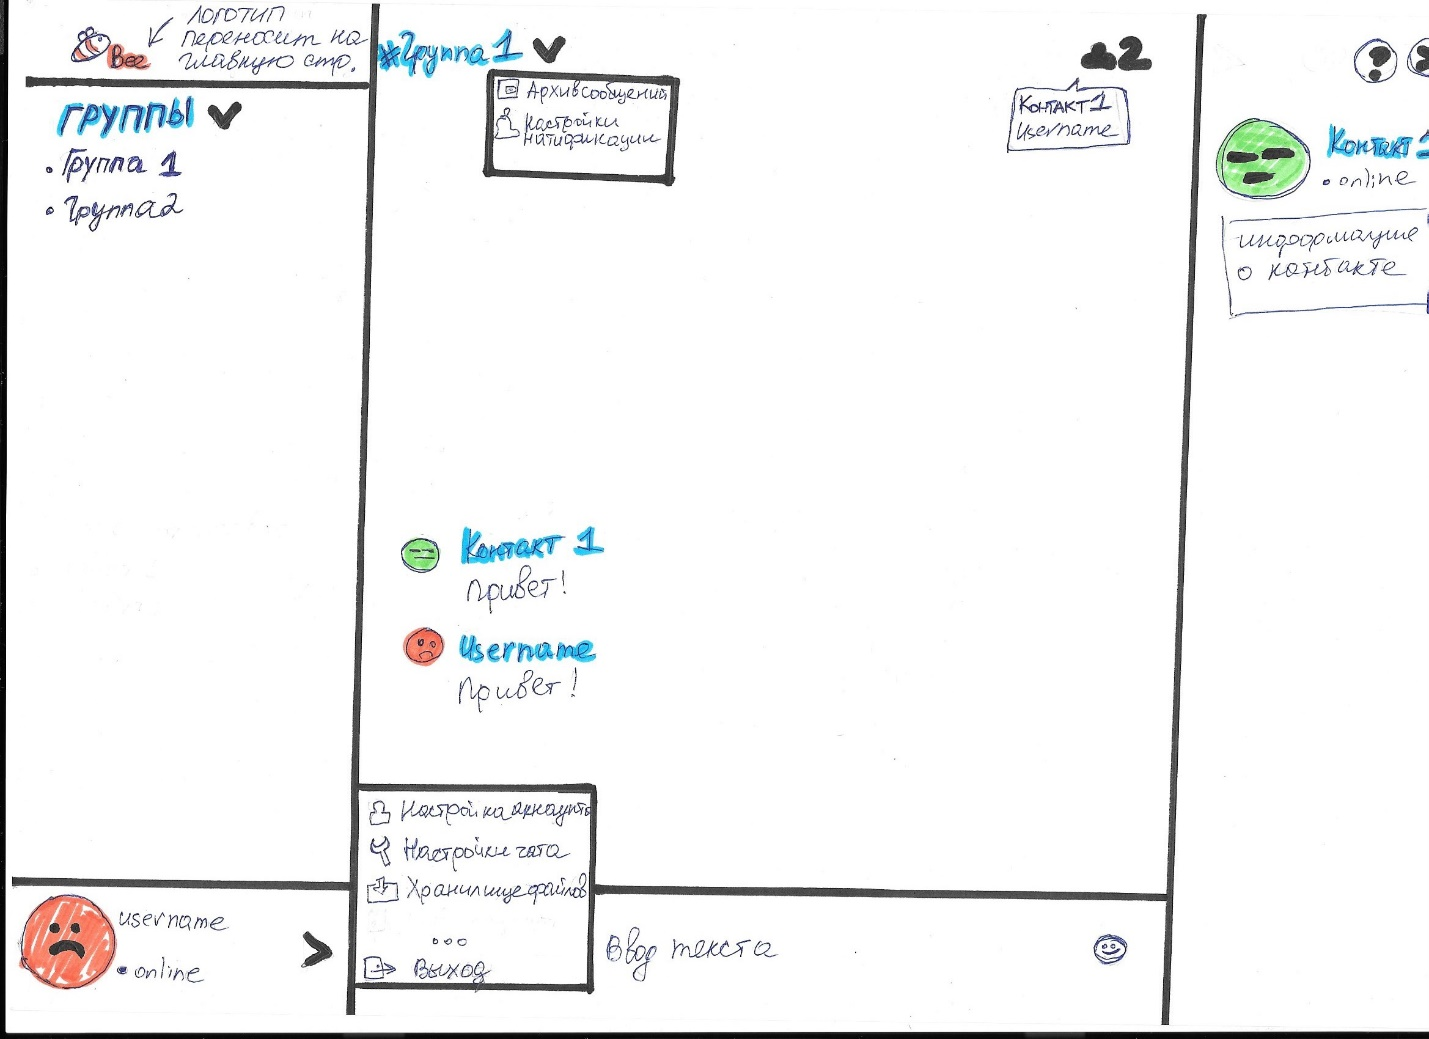 Bee
логотип
переносит на
главную стр.
ГРУППЫ
• Группа 1
• Группа 2
#Группа 1
Архив сообщений
Настройки
натификации
2
Контакт 1
Username
?
Контакт 1
• online
информацие
о контакте
Контакт 1
Привет!
Username
Привет!
Настройка аккаунта
Настройки чата
Хранилище файлов
...
Выход
username
• online
Ввод текста